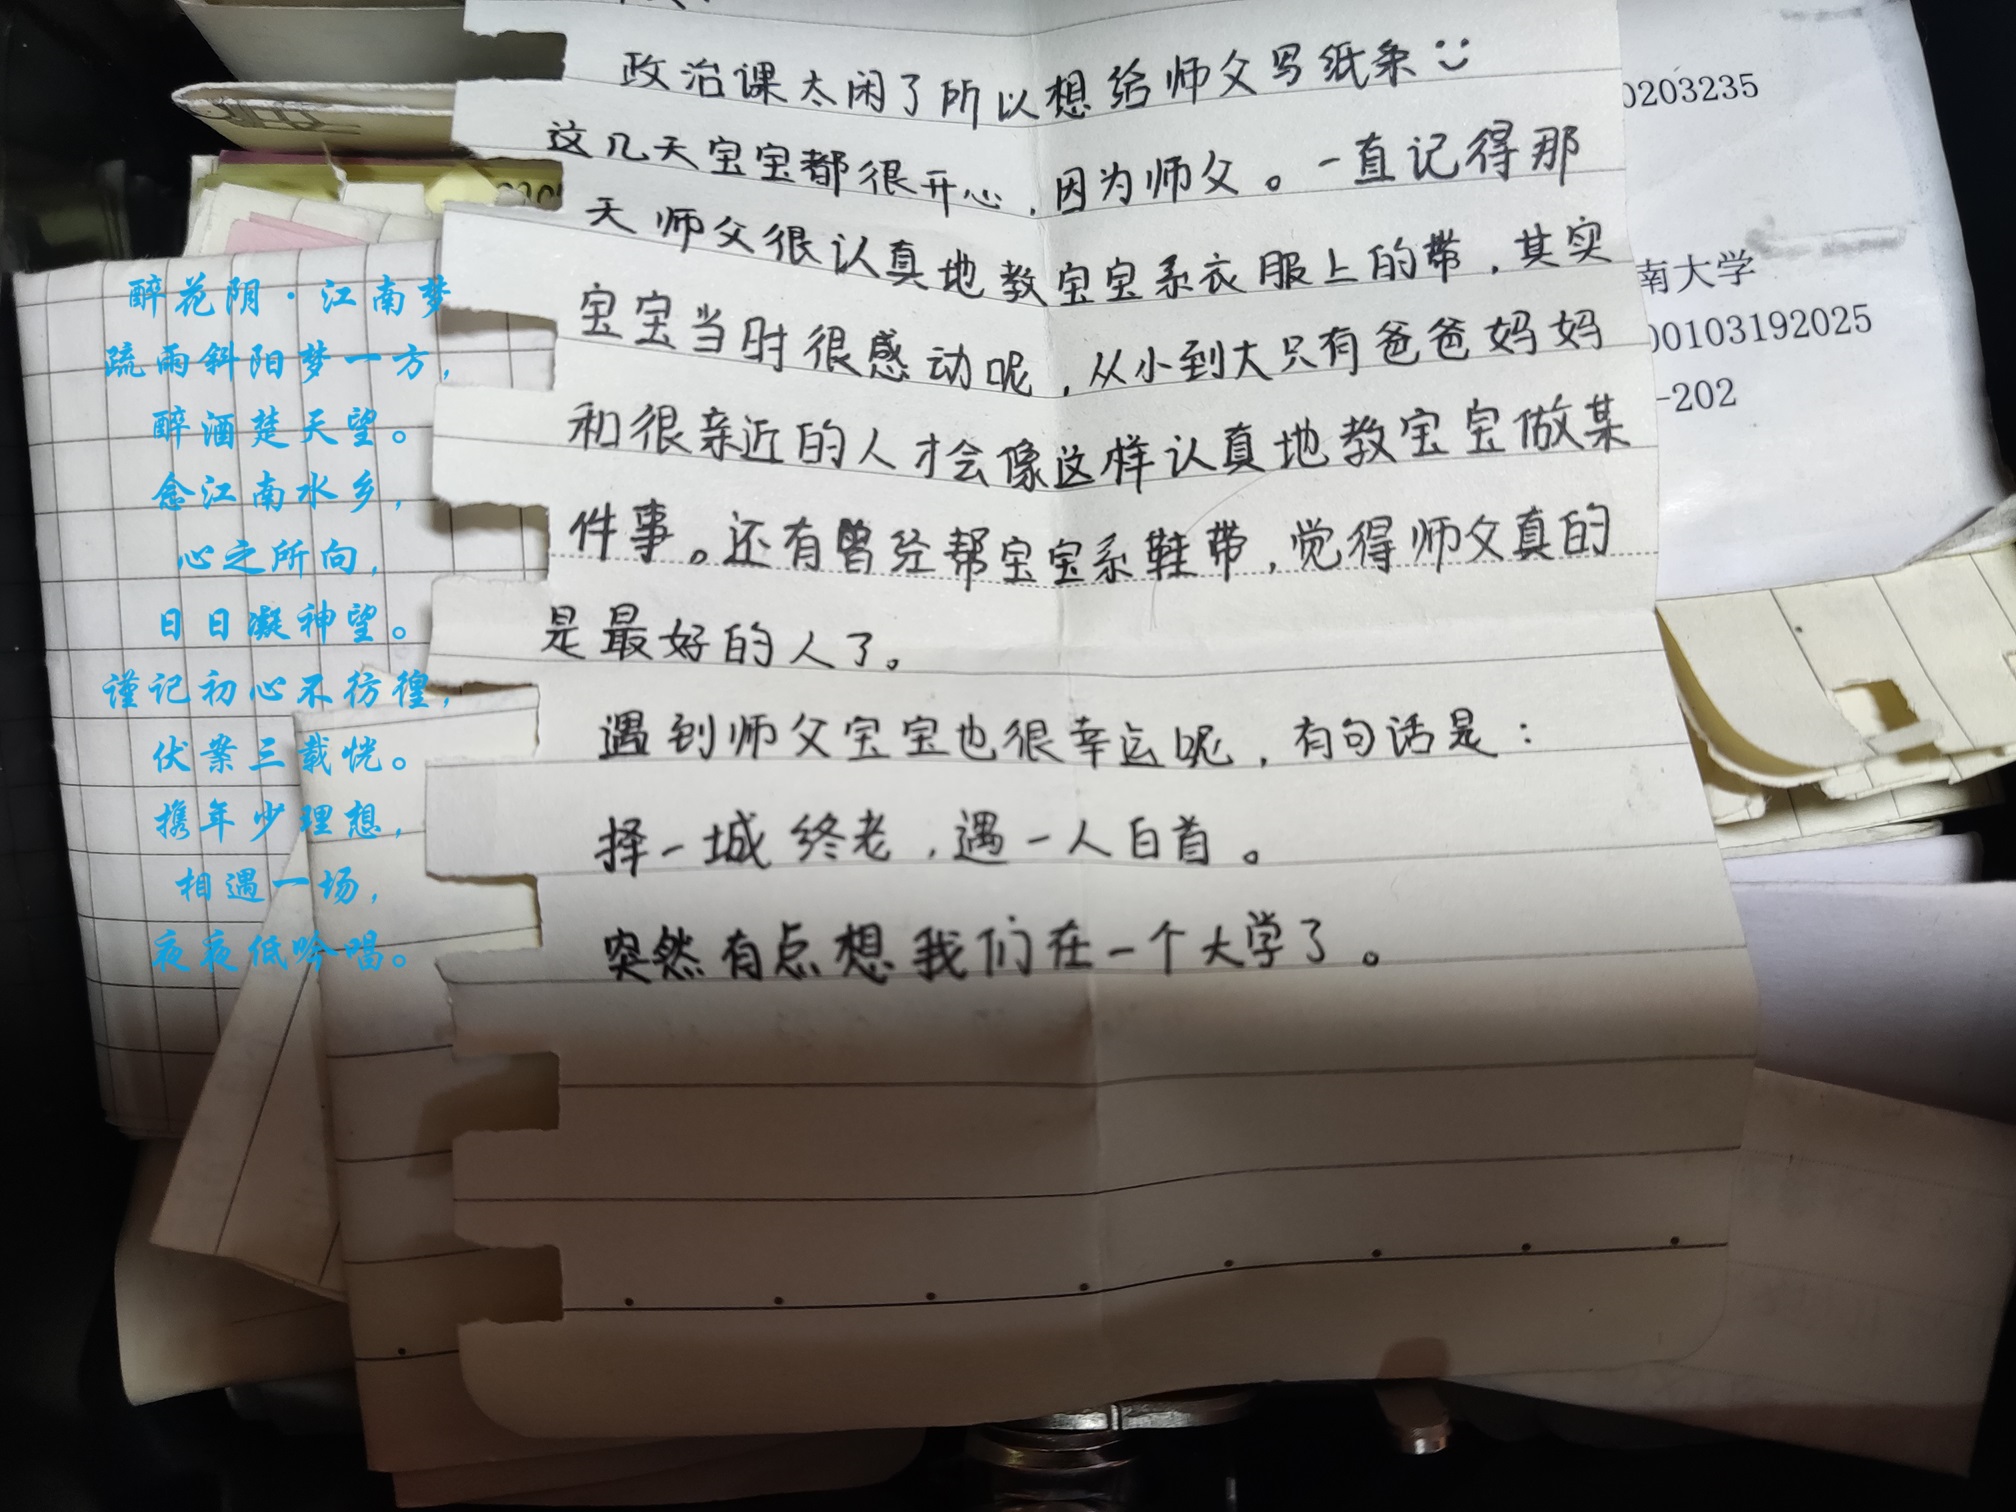 政治课太闲了所以想给师父写纸条
这几天宝宝都很开心，因为师父。一直记得那
天师父很认真地教宝宝系衣服上的带，其实
宝宝当时很感动呢，从小到大只有爸爸妈妈
和很亲近的人才会像这样认真地教宝宝做某
件事。还有曾经帮宝宝系鞋带，觉得师父真的
是最好的人了。
遇到师父宝宝也很幸运呢，有句话是：
择一城终老，遇一人白首。
突然有点想我们在一个大学了。
醉花阴·江南梦
疏雨斜阳梦一方，
醉酒楚天望。
念江南水乡，
心之所向，
日日凝神望。
谨记初心不彷徨，
伏案三载恍。
携年少理想，
相遇一场，
夜夜低吟唱。
0203235
南大学
00103192025
-202